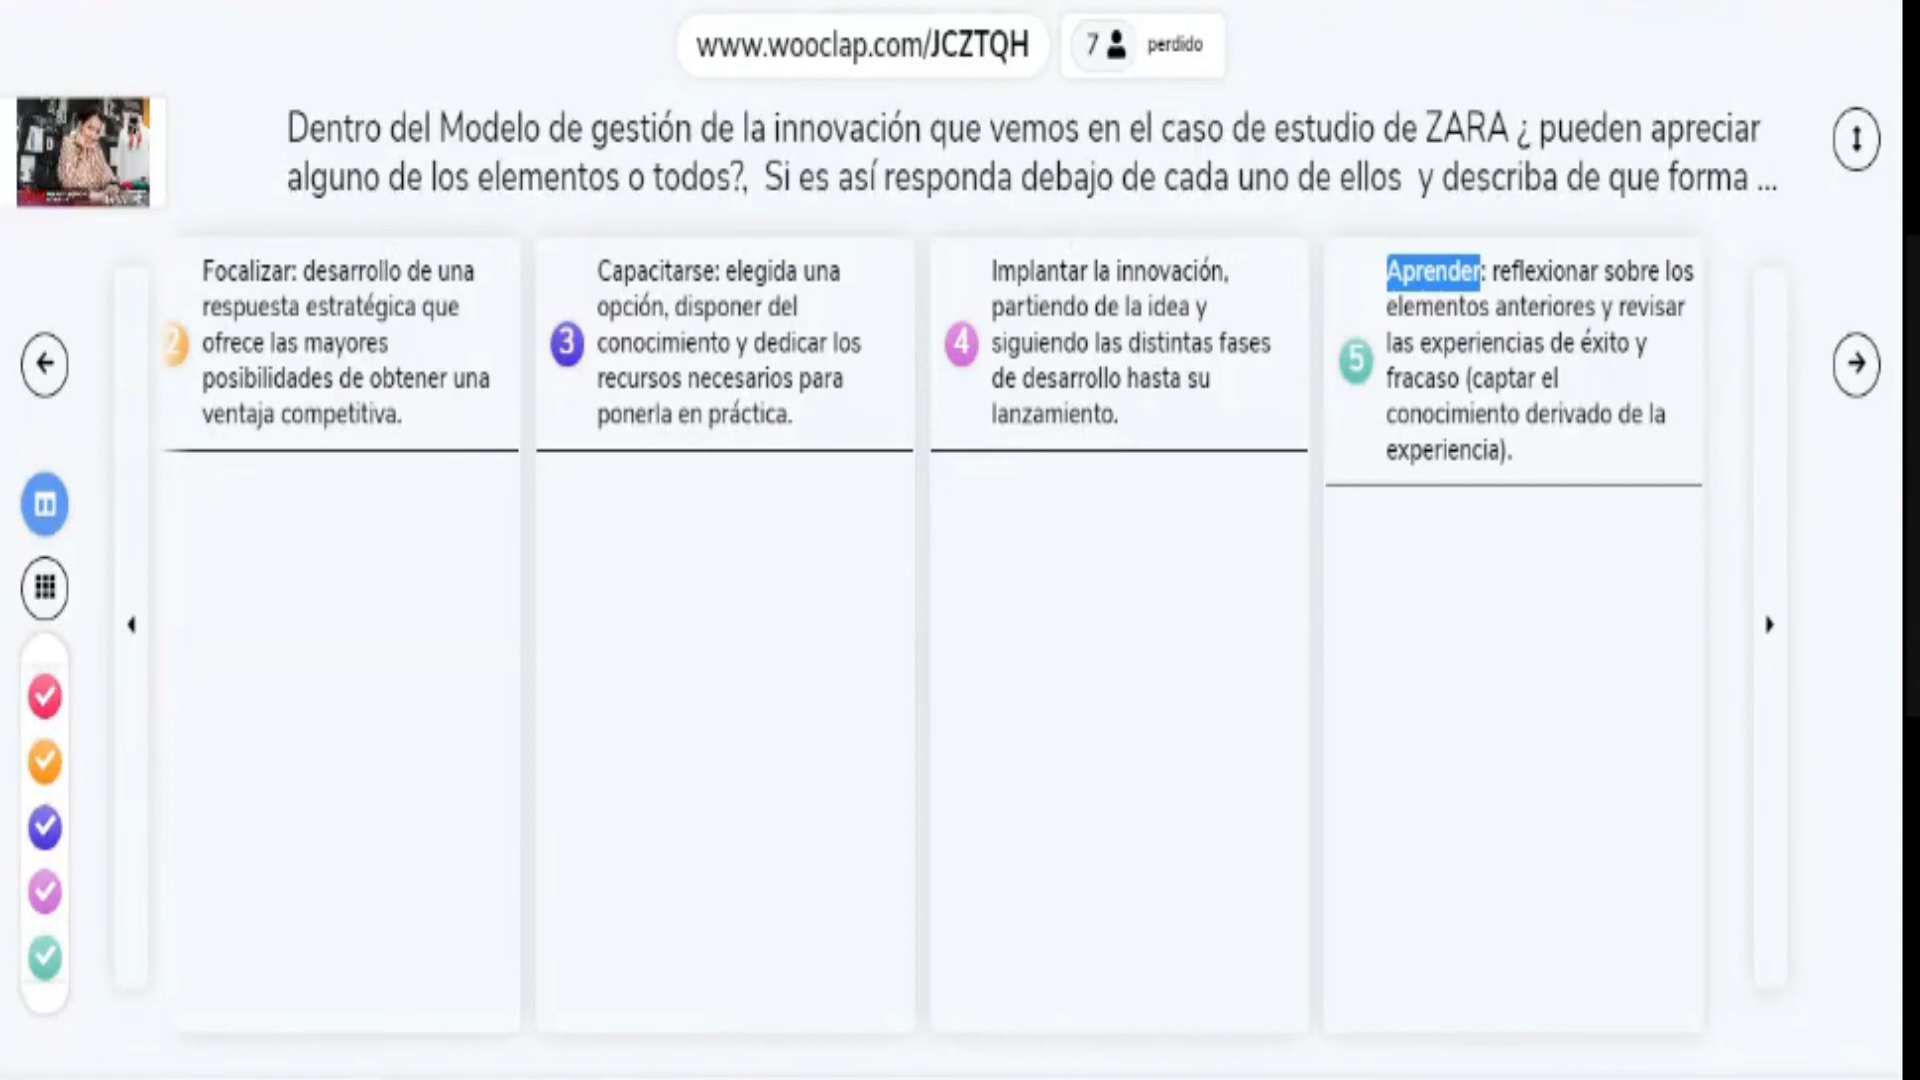 www.wooclap.com/JCZTQH
7
perdido
Dentro del Modelo de gestión de la innovación que vemos en el caso de estudio de ZARA ¿ pueden apreciar
alguno de los elementos o todos?, Si es así responda debajo de cada uno de ellos y describa de que forma ...
2
Focalizar: desarrollo de una
respuesta estratégica que
ofrece las mayores
posibilidades de obtener una
ventaja competitiva.
3
Capacitarse: elegida una
opción, disponer del
conocimiento y dedicar los
recursos necesarios para
ponerla en práctica.
4
Implantar la innovación,
partiendo de la idea y
siguiendo las distintas fases
de desarrollo hasta su
lanzamiento.
5
Aprender: reflexionar sobre los
elementos anteriores y revisar
las experiencias de éxito y
fracaso (captar el
conocimiento derivado de la
experiencia).